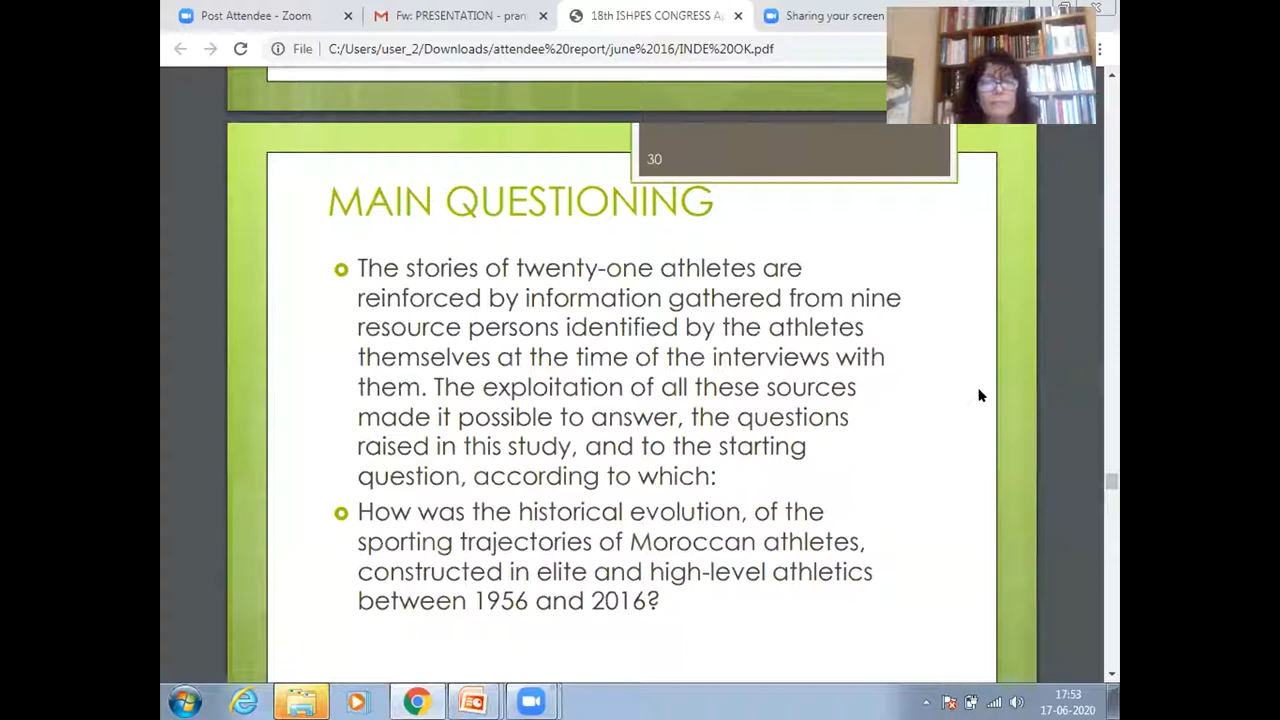 Post Attendee - Zoom
Fw: PRESENTATION - pran
18th ISHPES CONGRESS A
Sharing your screen
File
C:/Users/user_2/Downloads/attendee%20report/june%2016/INDE%20OK.pdf
30
MAIN QUESTIONING
The stories of twenty-one athletes are
reinforced by information gathered from nine
resource persons identified by the athletes
themselves at the time of the interviews with
them. The exploitation of all these sources
made it possible to answer, the questions
raised in this study, and to the starting
question, according to which:
How was the historical evolution, of the
sporting trajectories of Moroccan athletes,
constructed in elite and high-level athletics
between 1956 and 2016?
17:53
17-06-2020